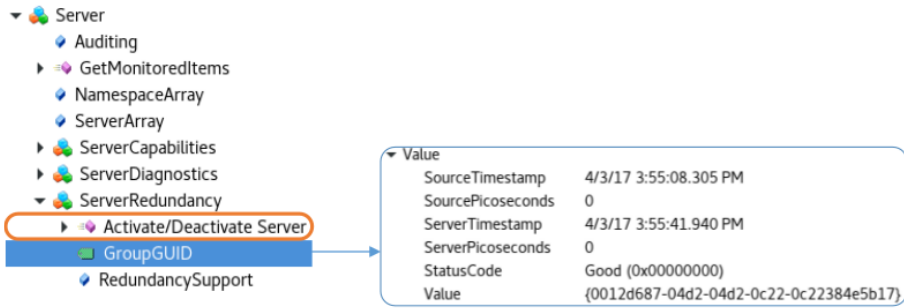 Server
Auditing
GetMonitoredItems
NamespaceArray
ServerArray
ServerCapabilities
ServerDiagnostics
ServerRedundancy
Activate/Deactivate Server
GroupGUID
RedundancySupport
Value
SourceTimestamp 4/3/17 3:55:08.305 PM
SourcePicoseconds 0
ServerTimestamp 4/3/17 3:55:41.940 PM
ServerPicoseconds 0
StatusCode Good (0x00000000)
Value {0012d687-04d2-04d2-0c22-0c22384e5b17}